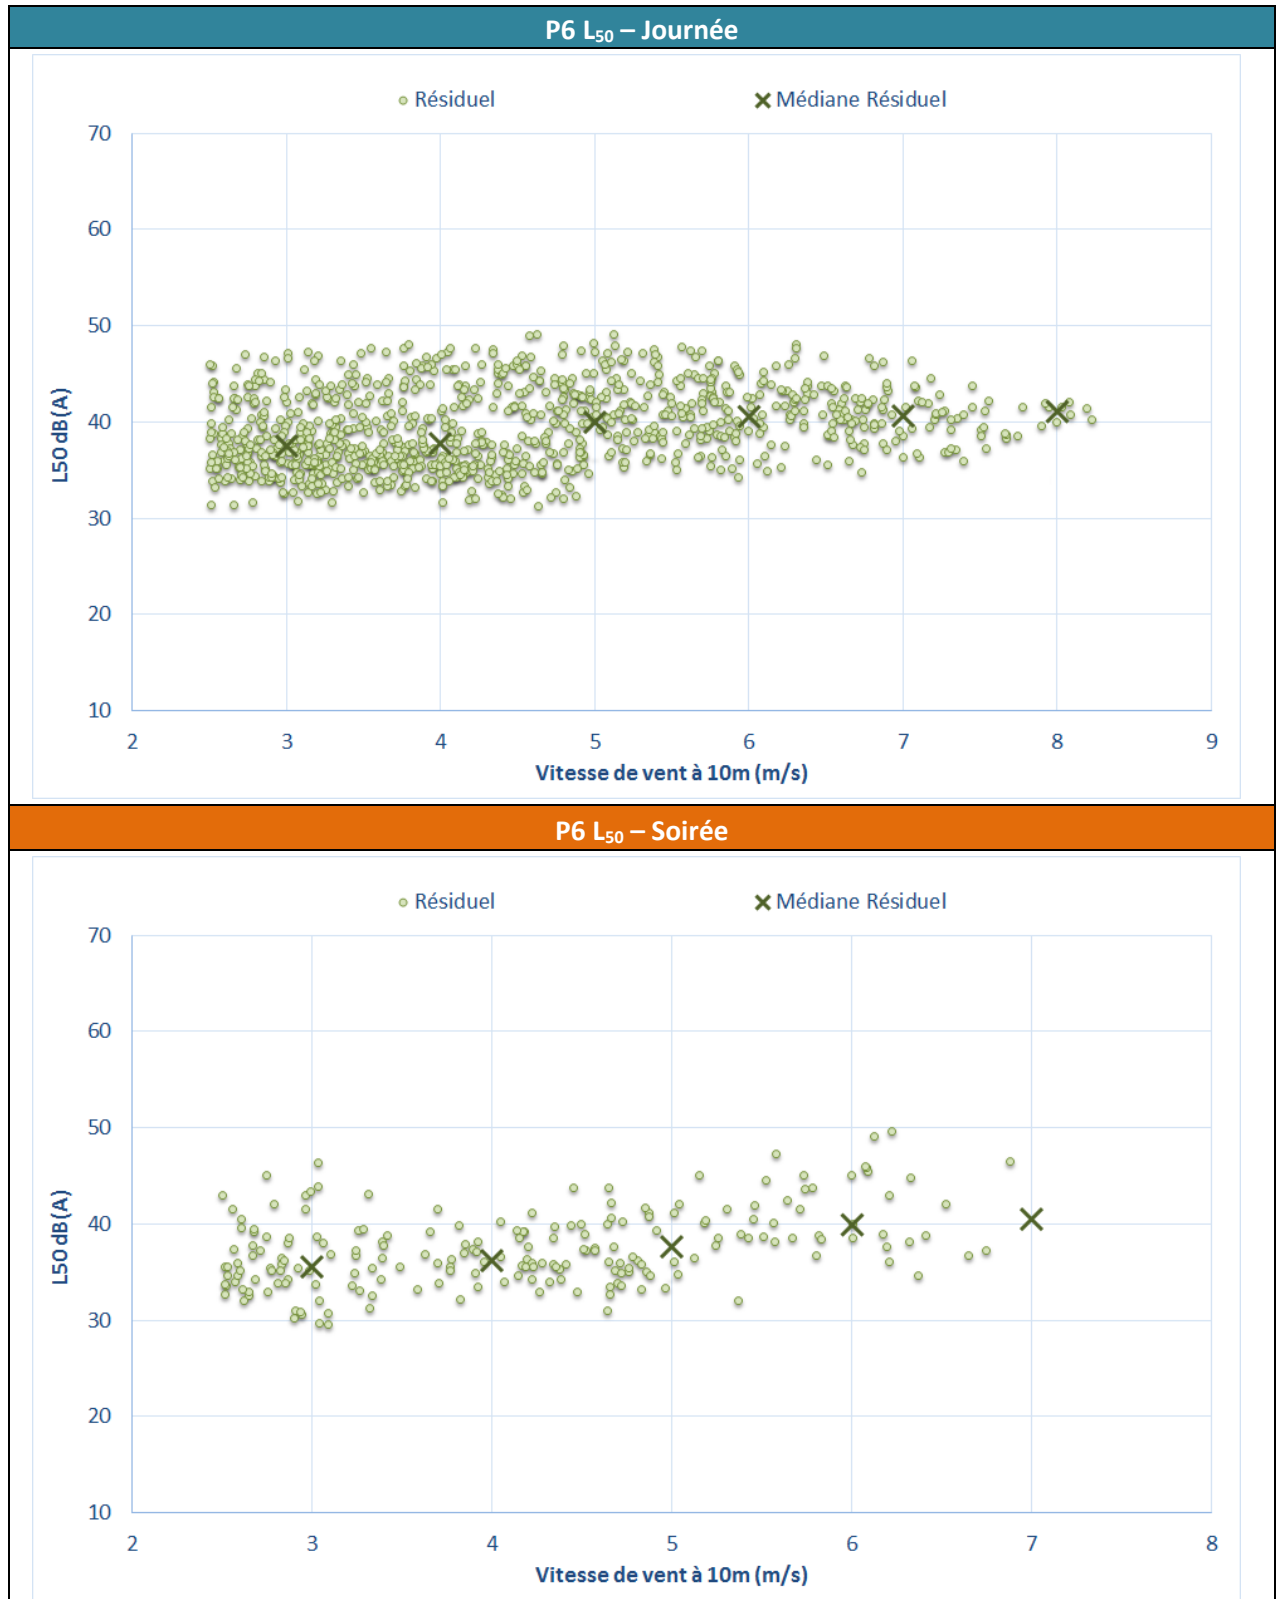 P6 L50 – Journée
Résiduel
Médiane Résiduel
70
60
50
40
30
20
10
L50 dB(A)
2 3 4 5 6 7 8 9
Vitesse de vent à 10m (m/s)
P6 L50 – Soirée
Résiduel
Médiane Résiduel
70
60
50
40
30
20
10
L50 dB(A)
2 3 4 5 6 7 8
Vitesse de vent à 10m (m/s)